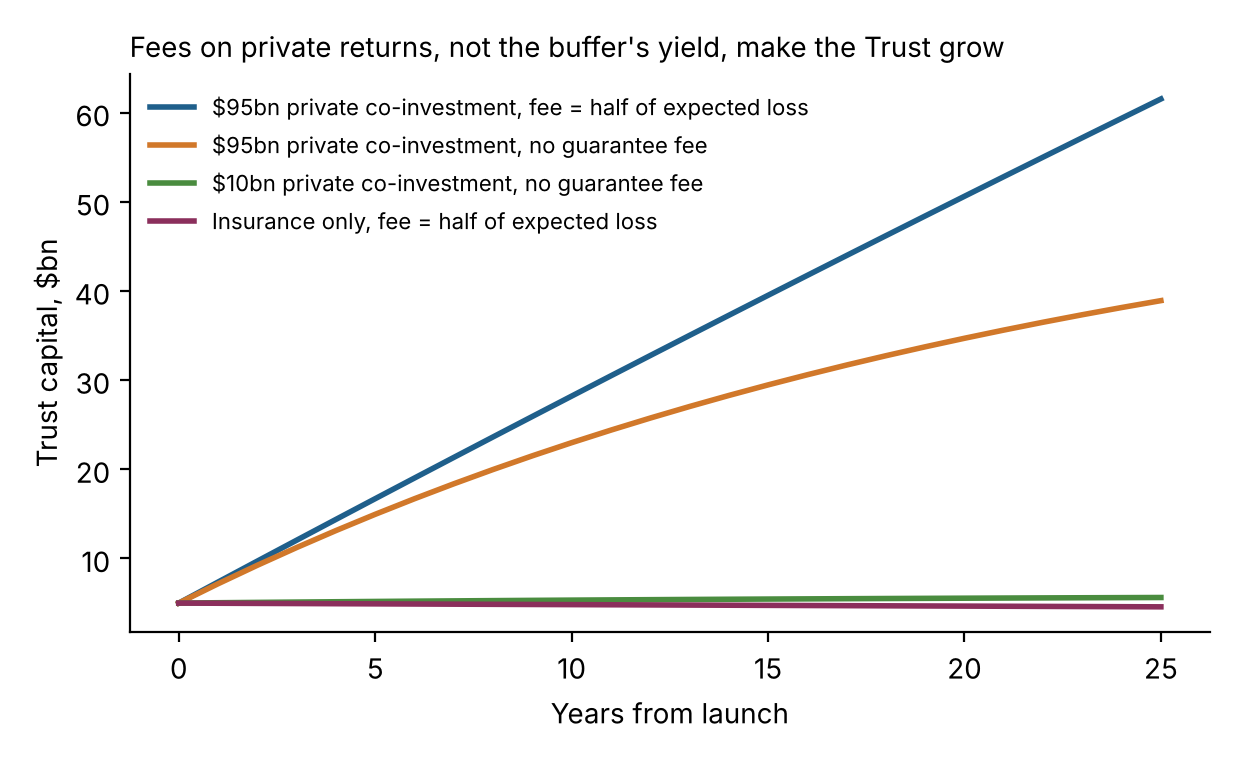 Fees on private returns, not the buffer's yield, make the Trust grow
$95bn private co-investment, fee = half of expected loss
$95bn private co-investment, no guarantee fee
$10bn private co-investment, no guarantee fee
Insurance only, fee = half of expected loss
Trust capital, $bn
60
50
40
30
20
10
0 5 10 15 20 25
Years from launch